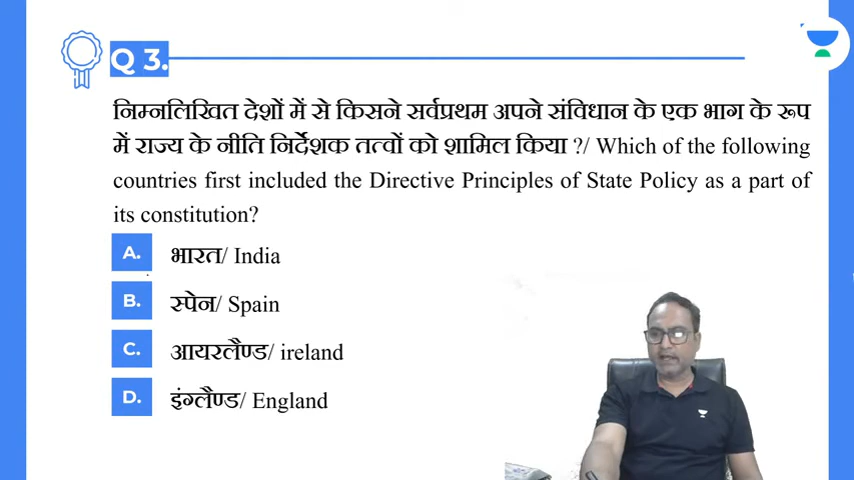 Q 3.
निम्नलिखित देशों में से किसने सर्वप्रथम अपने संविधान के एक भाग के रूप
में राज्य के नीति निर्देशक तत्वों को शामिल किया ?/ Which of the following
countries first included the Directive Principles of State Policy as a part of
its constitution?
A. भारत/ India
B. स्पेन/ Spain
C. आयरलैण्ड/ ireland
D. इंग्लैण्ड/ England